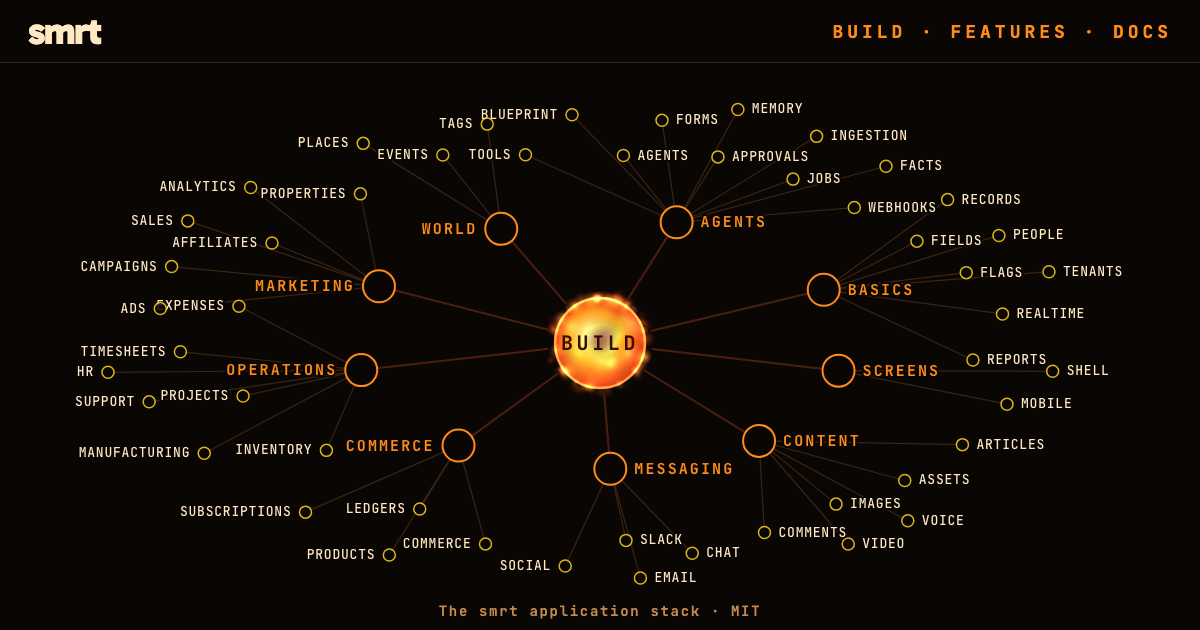 smrt
BUILD · FEATURES · DOCS
MEMORY
BLUEPRINT
FORMS
TAGS
INGESTION
PLACES
EVENTS
TOOLS
AGENTS
APPROVALS
FACTS
JOBS
ANALYTICS
PROPERTIES
RECORDS
WEBHOOKS
SALES
WORLD
AGENTS
PEOPLE
AFFILIATES
FIELDS
CAMPAIGNS
FLAGS
TENANTS
MARKETING
BASICS
ADS
EXPENSES
REALTIME
BUILD
TIMESHEETS
REPORTS
HR
OPERATIONS
SCREENS
SHELL
SUPPORT
PROJECTS
MOBILE
COMMERCE
CONTENT
ARTICLES
MANUFACTURING
INVENTORY
MESSAGING
ASSETS
SUBSCRIPTIONS
LEDGERS
IMAGES
VOICE
COMMENTS
PRODUCTS
COMMERCE
SLACK
VIDEO
CHAT
SOCIAL
EMAIL
The smrt application stack · MIT